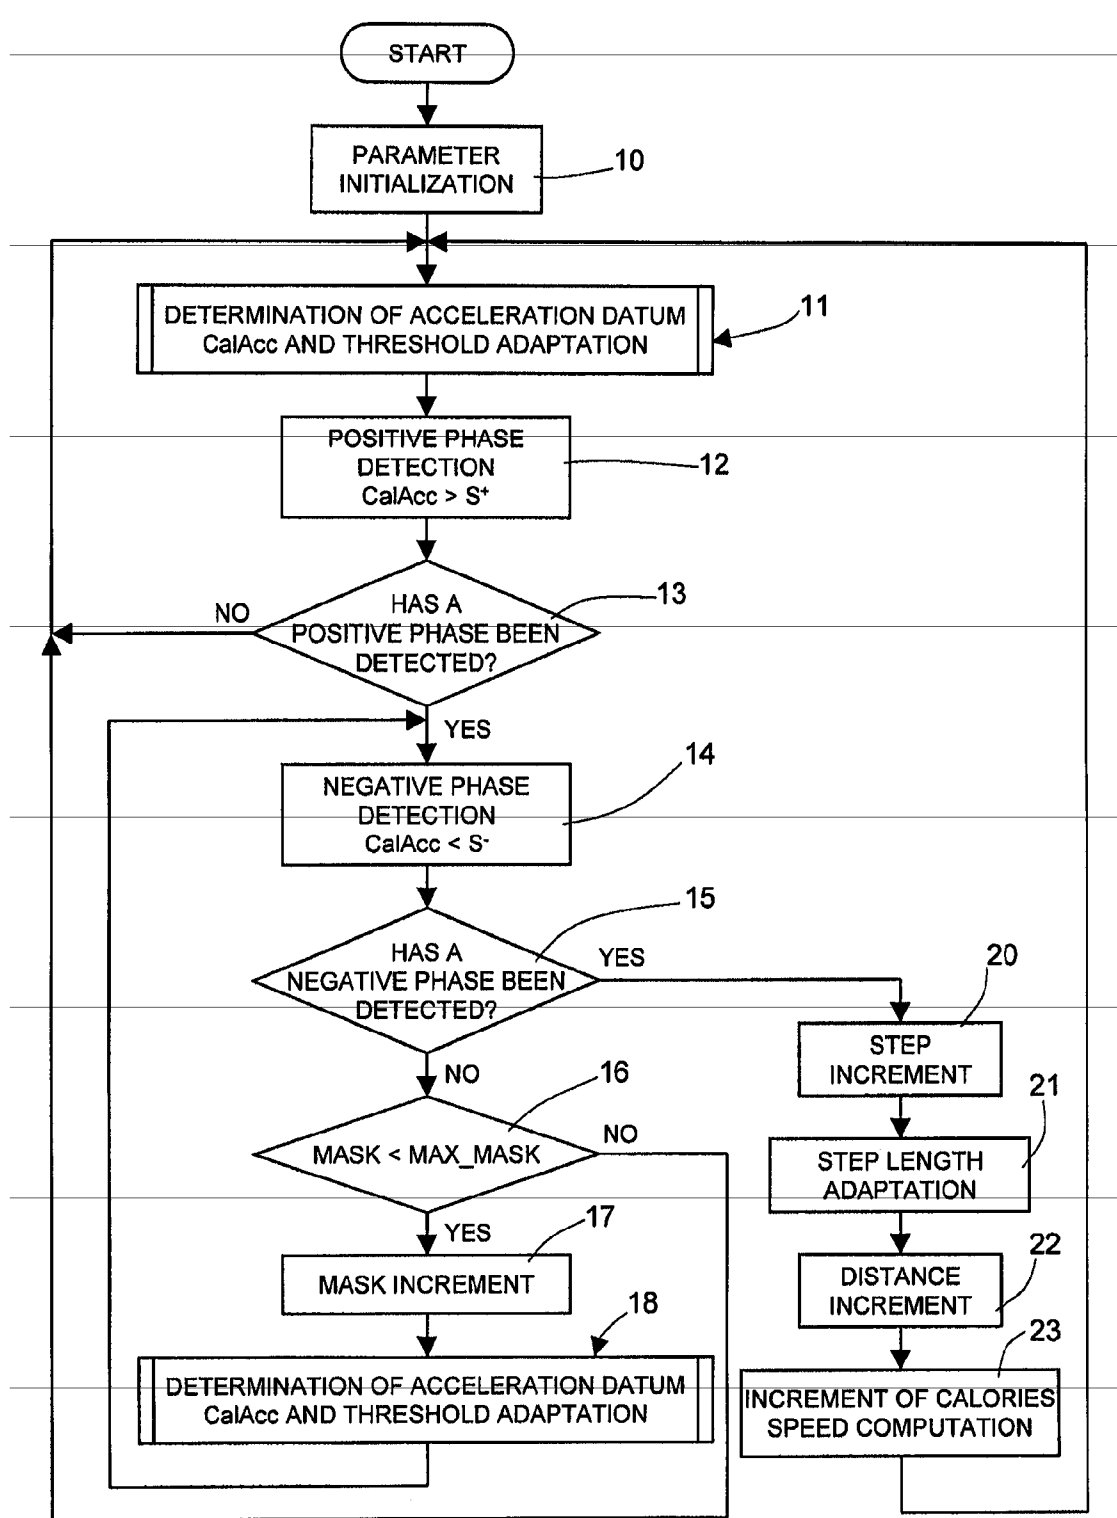 START
PARAMETER
INITIALIZATION
10
DETERMINATION OF ACCELERATION DATUM
CalAcc AND THRESHOLD ADAPTATION
11
POSITIVE PHASE
DETECTION
CalAcc > S⁺
12
HAS A
POSITIVE PHASE BEEN
DETECTED?
13
NO
YES
NEGATIVE PHASE
DETECTION
CalAcc < S⁻
14
HAS A
NEGATIVE PHASE BEEN
DETECTED?
15
YES
NO
MASK < MAX_MASK
16
NO
YES
MASK INCREMENT
17
DETERMINATION OF ACCELERATION DATUM
CalAcc AND THRESHOLD ADAPTATION
18
STEP
INCREMENT
20
STEP LENGTH
ADAPTATION
21
DISTANCE
INCREMENT
22
INCREMENT OF CALORIES
SPEED COMPUTATION
23